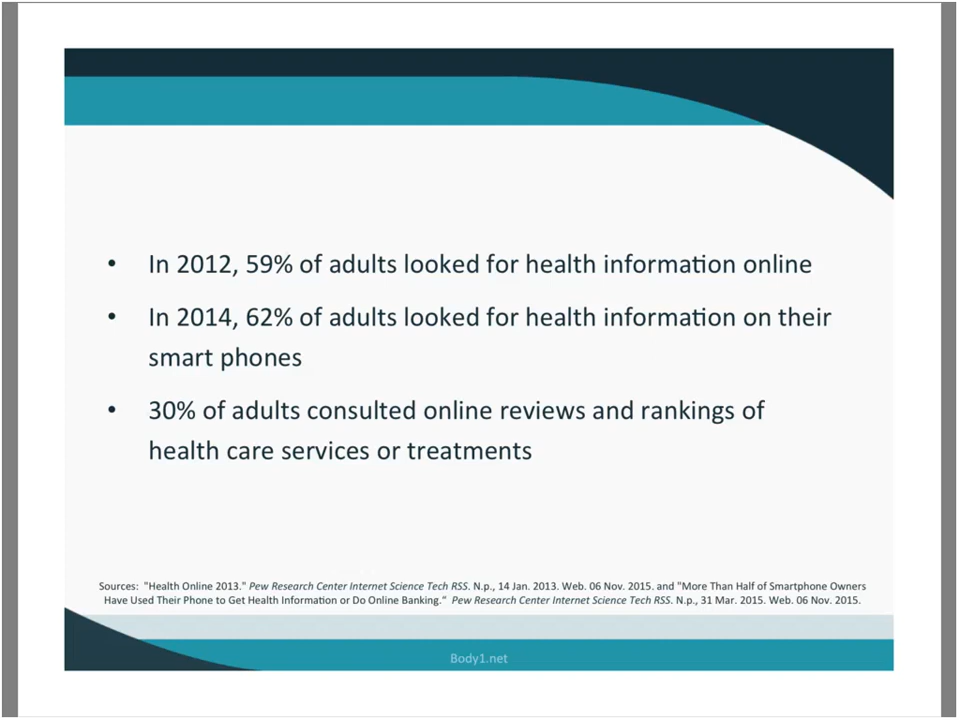 • In 2012, 59% of adults looked for health information online
• In 2014, 62% of adults looked for health information on their
smart phones
• 30% of adults consulted online reviews and rankings of
health care services or treatments
Sources: "Health Online 2013." Pew Research Center Internet Science Tech RSS. N.p., 14 Jan. 2013. Web. 06 Nov. 2015. and "More Than Half of Smartphone Owners
Have Used Their Phone to Get Health Information or Do Online Banking." Pew Research Center Internet Science Tech RSS. N.p., 31 Mar. 2015. Web. 06 Nov. 2015.
Body1.net